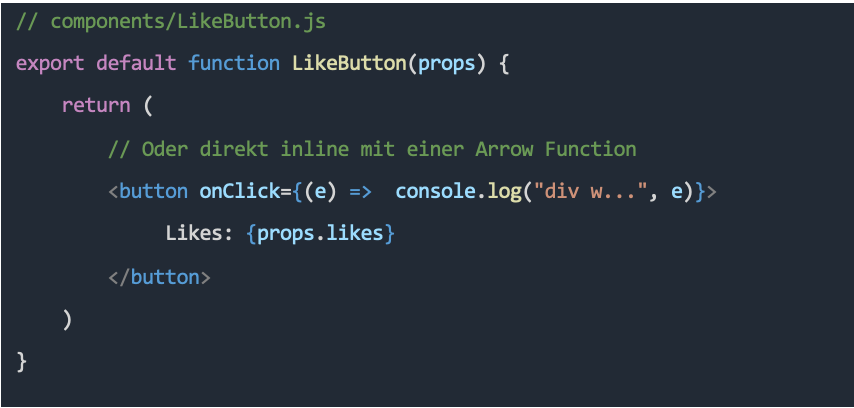 // components/LikeButton.js
export default function LikeButton(props) {
    return (
        // Oder direkt inline mit einer Arrow Function
        <button onClick={(e) =>  console.log("div w...", e)}>
             Likes: {props.likes}
        </button>
    )
}